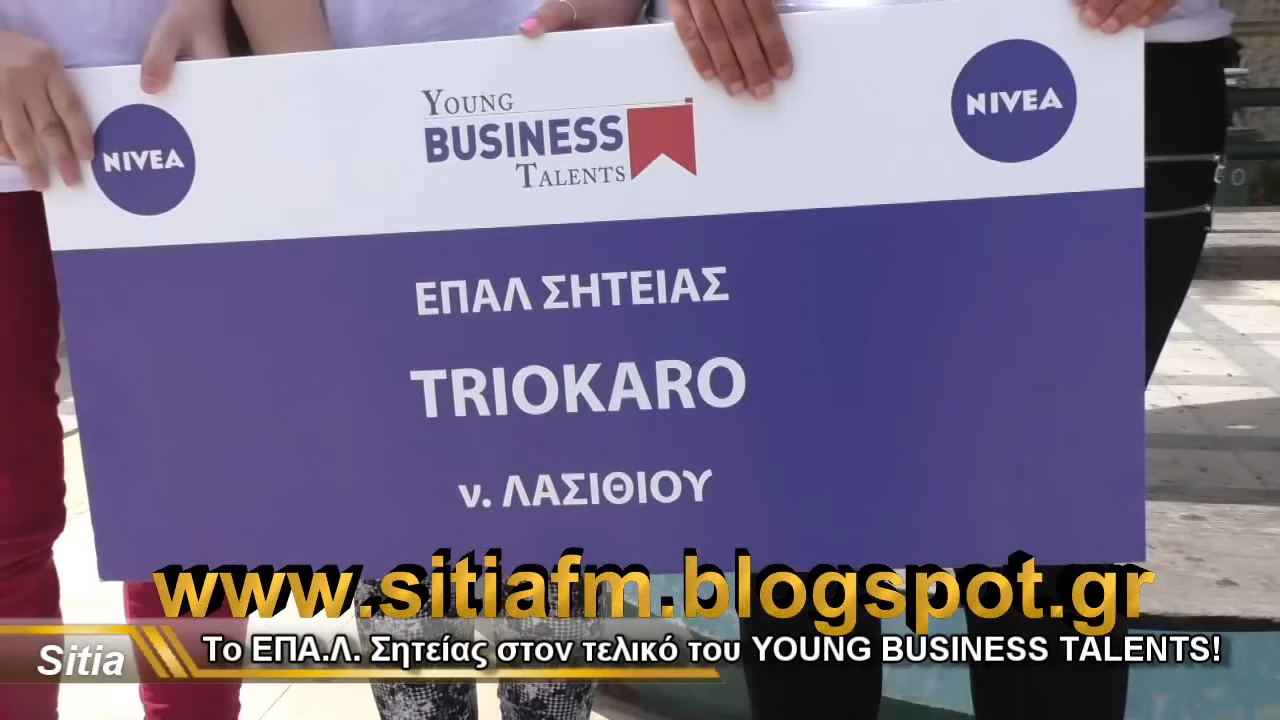 NIVEA
YOUNG
BUSINESS
TALENTS
NIVEA
ΕΠΑΛ ΣΗΤΕΙΑΣ
TRIOKARO
ν. ΛΑΣΙΘΙΟΥ
www.sitiafm.blogspot.gr
Sitia
Το ΕΠΑ.Λ. Σητείας στον τελικό του YOUNG BUSINESS TALENTS!